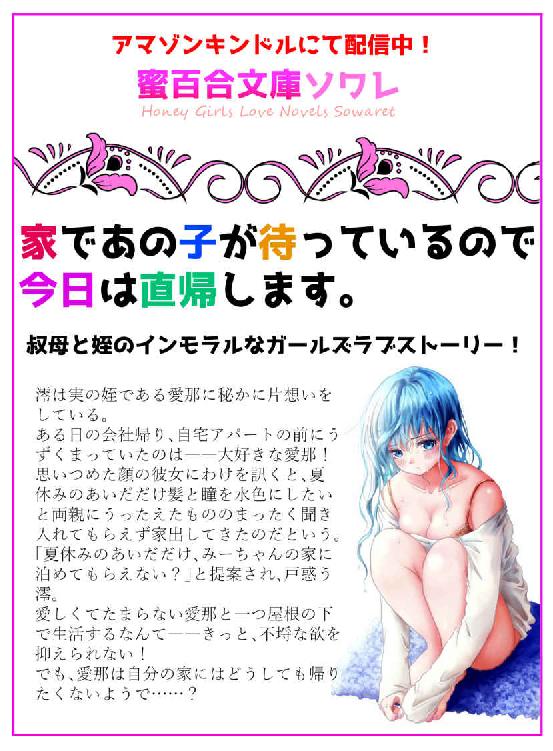 アマゾンキンドルにて配信中！
蜜百合文庫ソワレ
Honey Girls Love Novels Sowaret
家であの子が待っているので
今日は直帰します。
叔母と姪のインモラルなガールズラブストーリー！
澪は実の姪である愛那に秘かに片想いを
している。
ある日の会社帰り、自宅アパートの前にう
ずくまっていたのは――大好きな愛那！
思いつめた顔の彼女にわけを訊くと、夏
休みのあいだだけ髪と瞳を水色にしたい
と両親にうったえたもののまったく聞き
入れてもらえず家出してきたのだという。
「夏休みのあいだだけ、みーちゃんの家に
泊めてもらえない？」と提案され、戸惑う
澪。
愛しくてたまらない愛那と一つ屋根の下
で生活するなんて――きっと、不埒な欲を
抑えられない！
でも、愛那は自分の家にはどうしても帰り
たくないようで……？